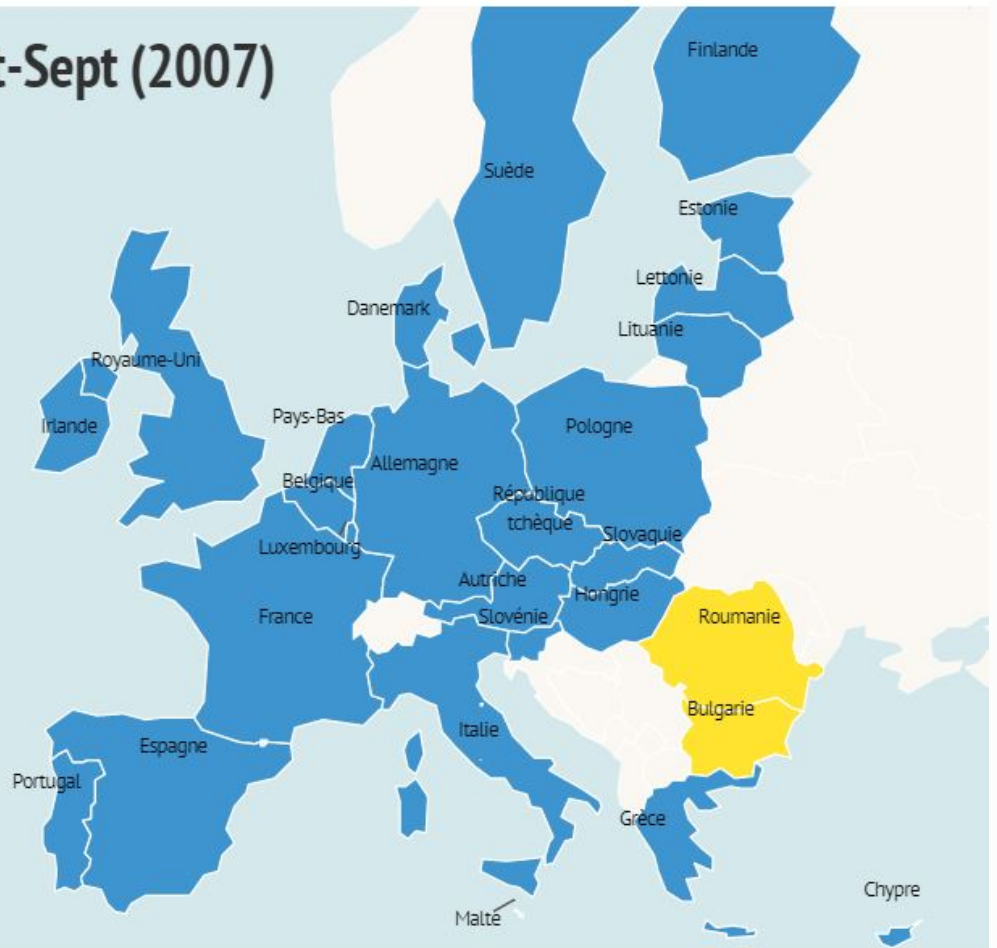 t-Sept (2007)
Finlande
Suède
Estonie
Lettonie
Danemark
Lituanie
Royaume-Uni
Pays-Bas
Irlande
Pologne
Allemagne
Belgique
République
tchèque
Slovaquie
Luxembourg
Autriche
Hongrie
France
Slovénie
Roumanie
Bulgarie
Italie
Espagne
Portugal
Grèce
Chypre
Malte